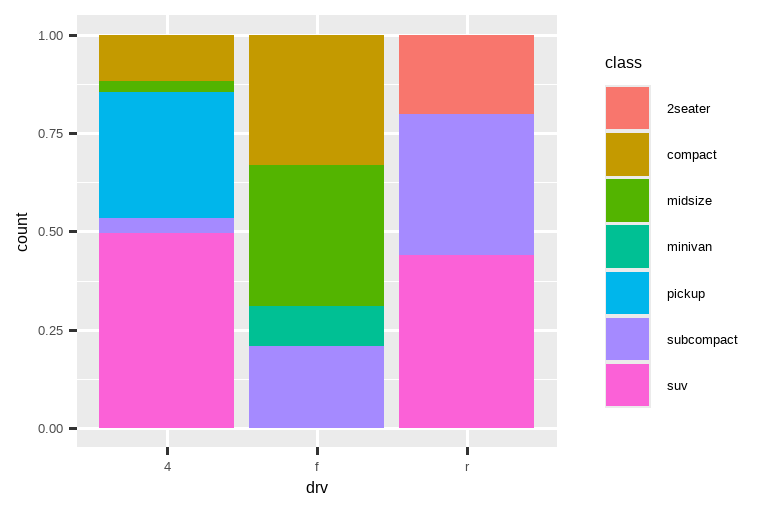 1.00
0.75
0.50
0.25
0.00
count
4 f r
drv
class
2seater
compact
midsize
minivan
pickup
subcompact
suv